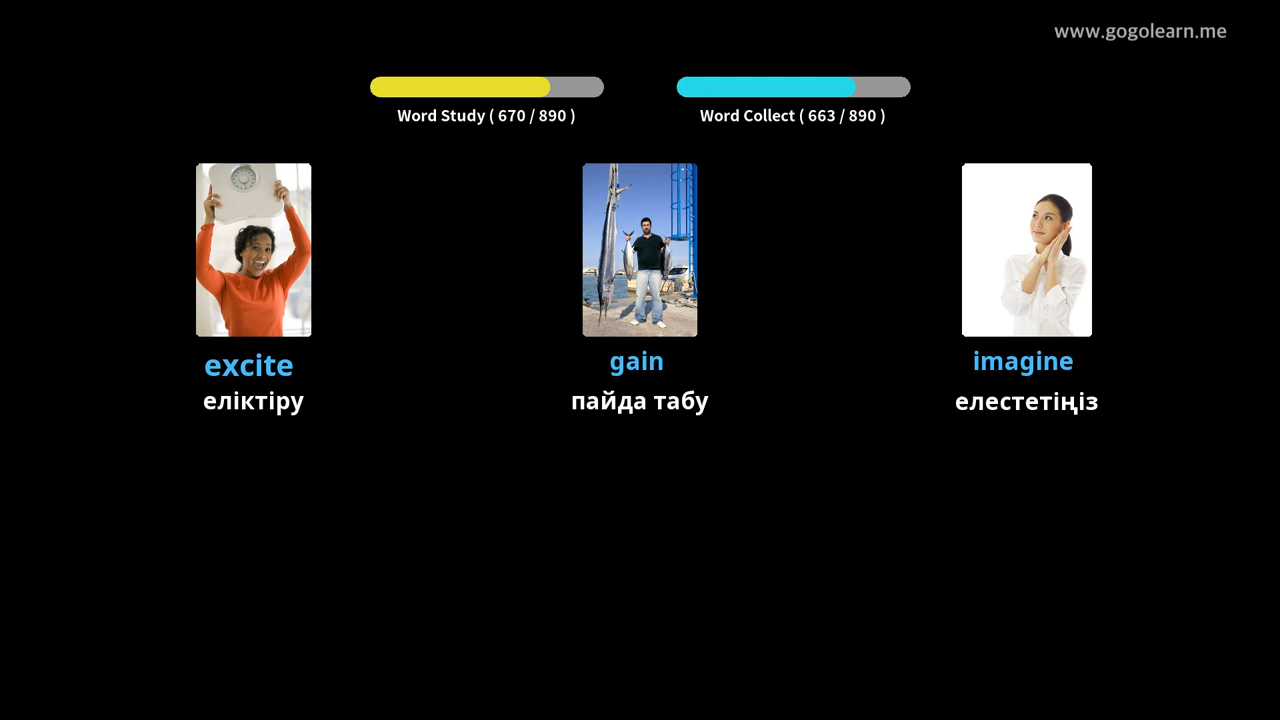 www.gogolearn.me
Word Study ( 670 / 890 )
Word Collect ( 663 / 890 )
excite
еліктіру
gain
пайда табу
imagine
елестетіңіз